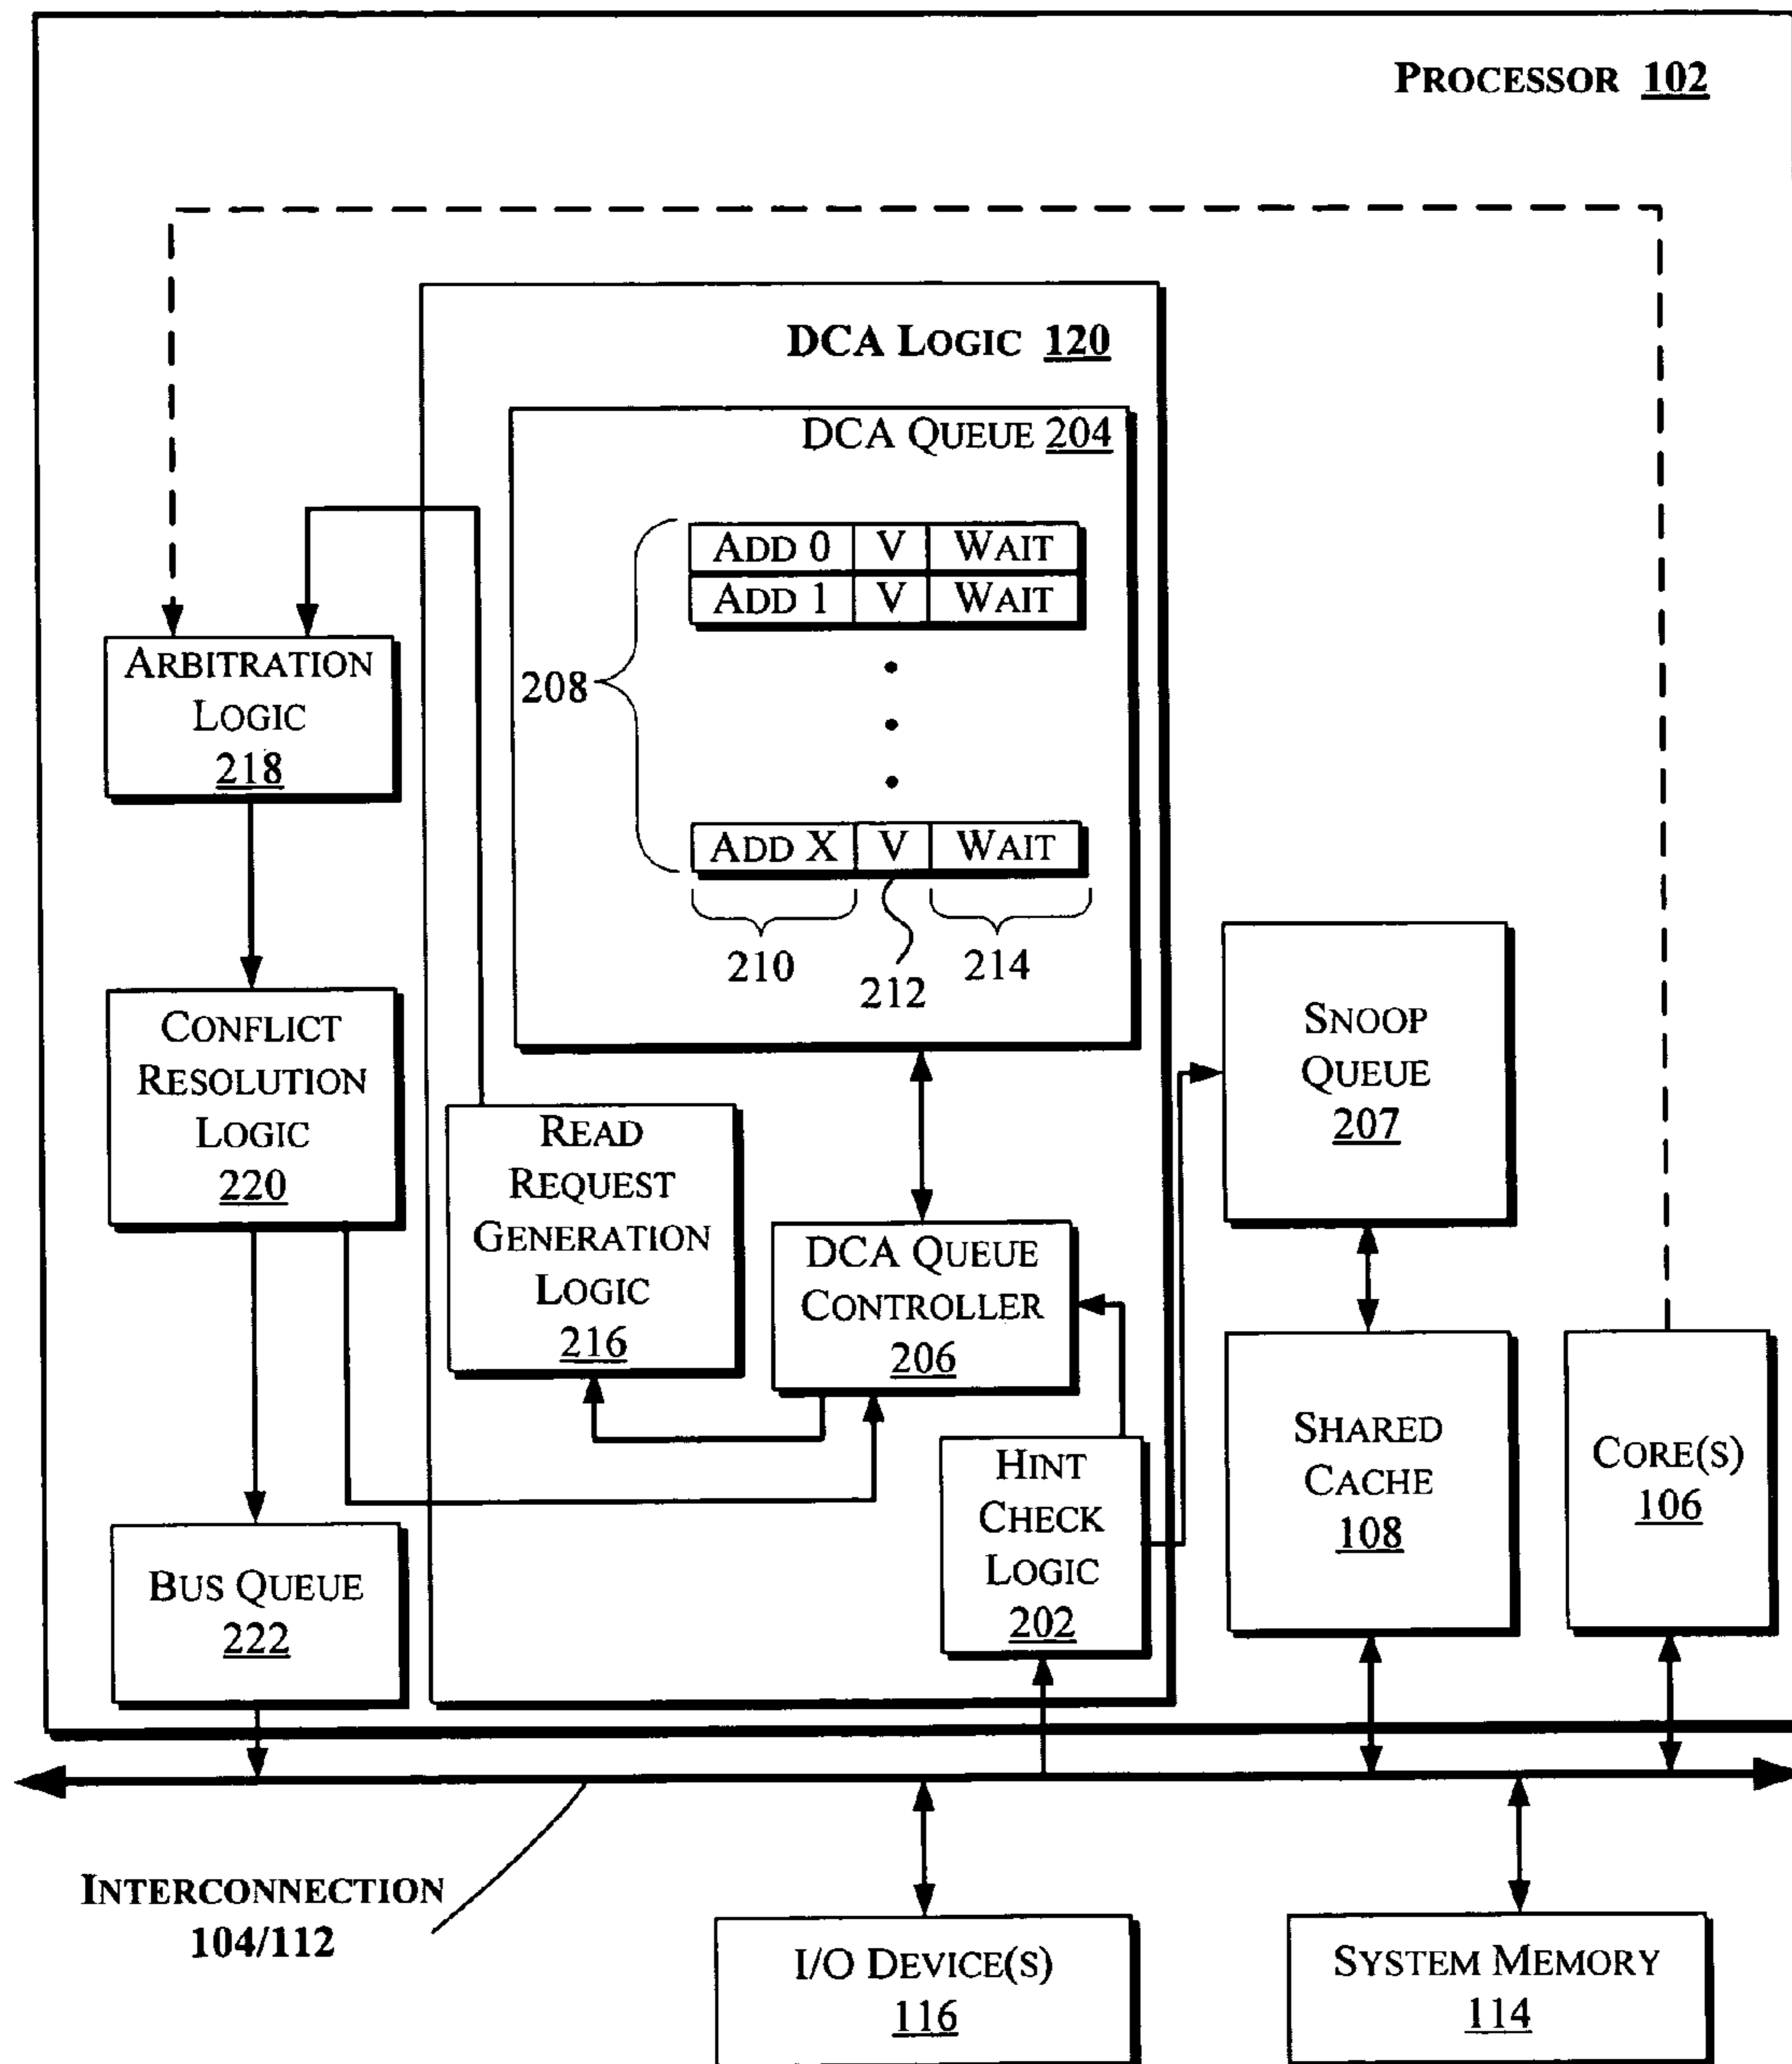 PROCESSOR 102
DCA LOGIC 120
DCA QUEUE 204
ADD 0 V WAIT
ADD 1 V WAIT
208
ADD X V WAIT
210
212
214
ARBITRATION
LOGIC
218
CONFLICT
RESOLUTION
LOGIC
220
READ
REQUEST
GENERATION
LOGIC
216
DCA QUEUE
CONTROLLER
206
SNOOP
QUEUE
207
HINT
CHECK
LOGIC
202
SHARED
CACHE
108
CORE(S)
106
BUS QUEUE
222
INTERCONNECTION
104/112
I/O DEVICE(S)
116
SYSTEM MEMORY
114